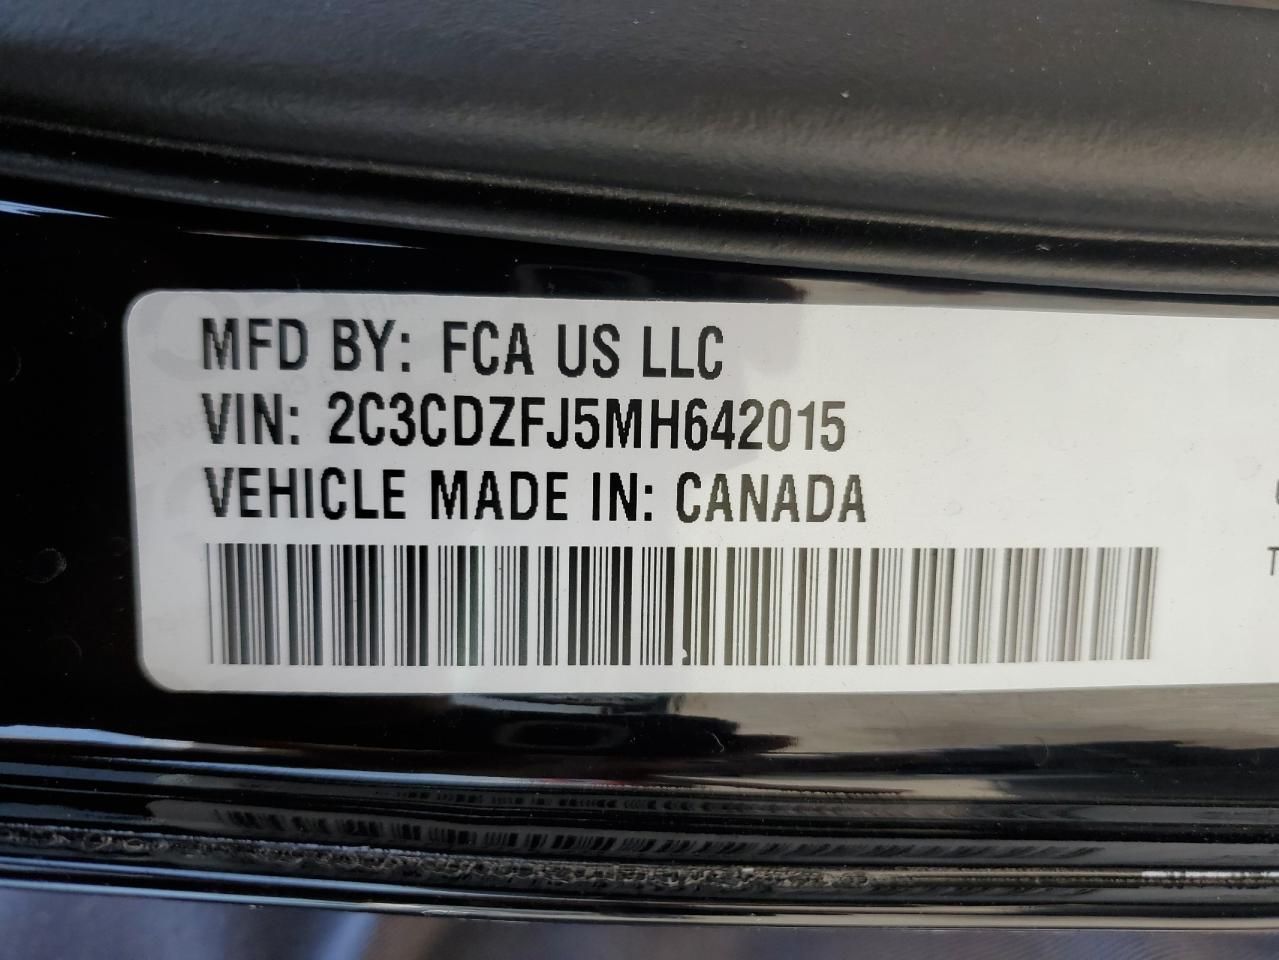 MFD BY: FCA US LLC
VIN: 2C3CDZFJ5MH642015
VEHICLE MADE IN: CANADA
T